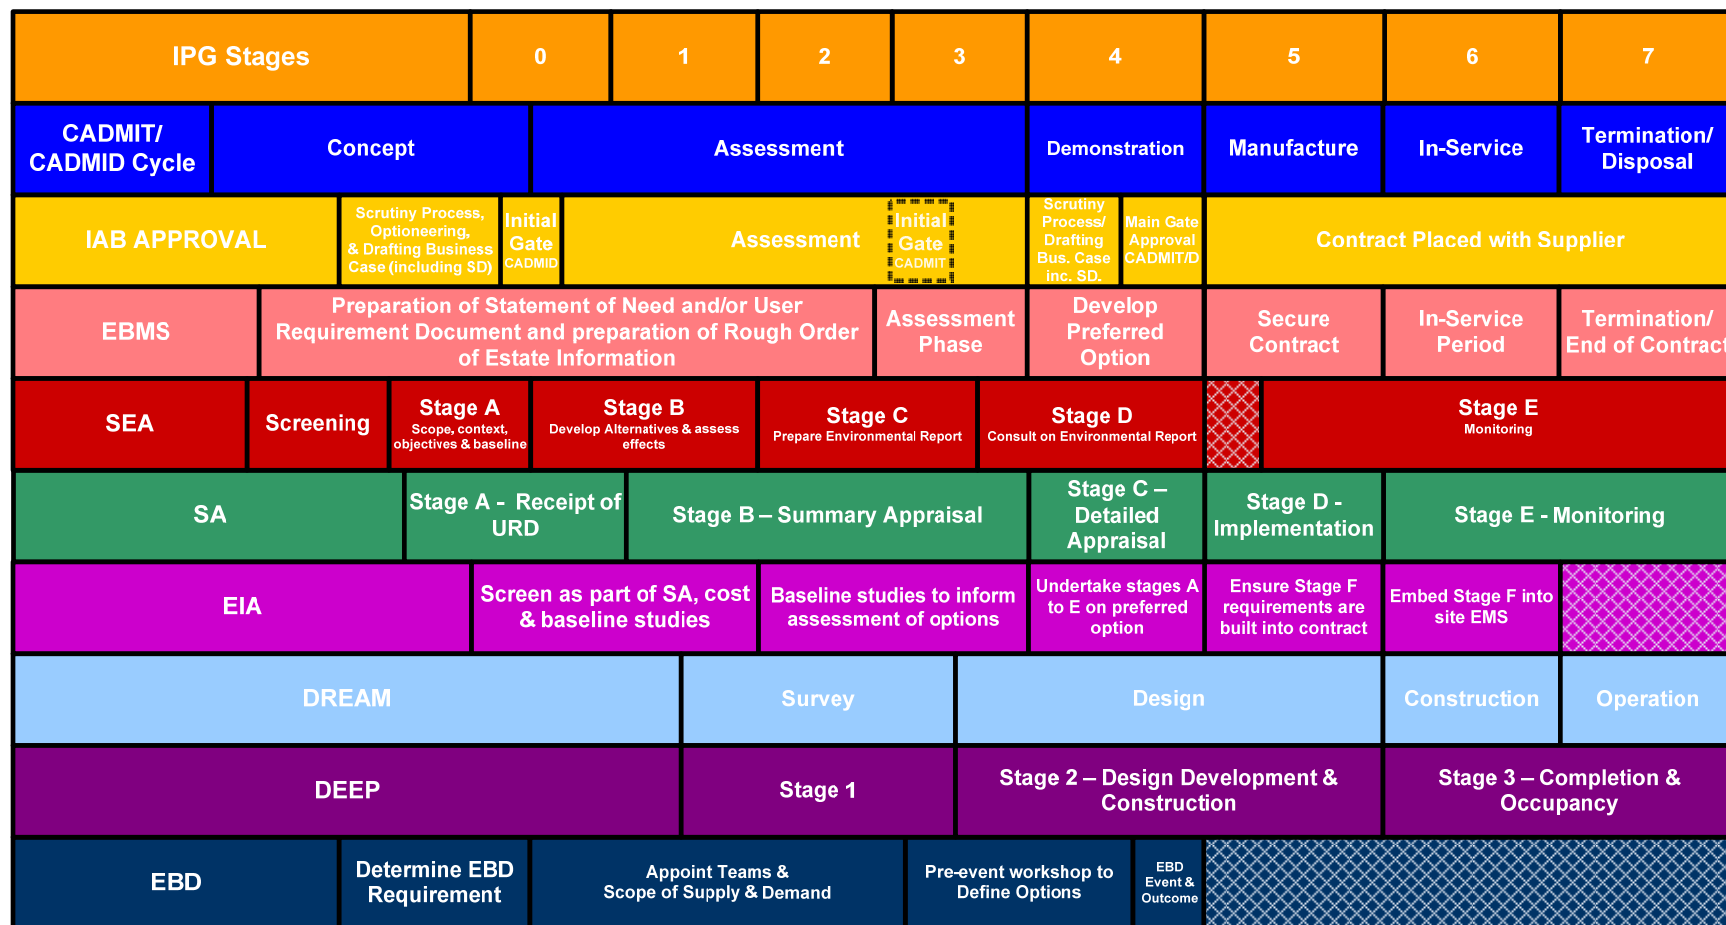 IPG Stages
0
1
2
3
4
5
6
7
CADMIT/
CADMID Cycle
Concept
Assessment
Demonstration
Manufacture
In-Service
Termination/
Disposal
IAB APPROVAL
Scrutiny Process,
Optioneering,
& Drafting Business
Case (including SD)
Initial
Gate
CADMID
Assessment
Initial
Gate
CADMIT
Scrutiny
Process/
Drafting
Bus. Case
inc. SD.
Main Gate
Approval
CADMIT/D
Contract Placed with Supplier
EBMS
Preparation of Statement of Need and/or User
Requirement Document and preparation of Rough Order
of Estate Information
Assessment
Phase
Develop
Preferred
Option
Secure
Contract
In-Service
Period
Termination/
End of Contract
SEA
Screening
Stage A
Scope, context,
objectives & baseline
Stage B
Develop Alternatives & assess
effects
Stage C
Prepare Environmental Report
Stage D
Consult on Environmental Report
Stage E
Monitoring
SA
Stage A - Receipt of
URD
Stage B – Summary Appraisal
Stage C –
Detailed
Appraisal
Stage D -
Implementation
Stage E - Monitoring
EIA
Screen as part of SA, cost
& baseline studies
Baseline studies to inform
assessment of options
Undertake stages A
to E on preferred
option
Ensure Stage F
requirements are
built into contract
Embed Stage F into
site EMS
DREAM
Survey
Design
Construction
Operation
DEEP
Stage 1
Stage 2 – Design Development &
Construction
Stage 3 – Completion &
Occupancy
EBD
Determine EBD
Requirement
Appoint Teams &
Scope of Supply & Demand
Pre-event workshop to
Define Options
EBD
Event &
Outcome